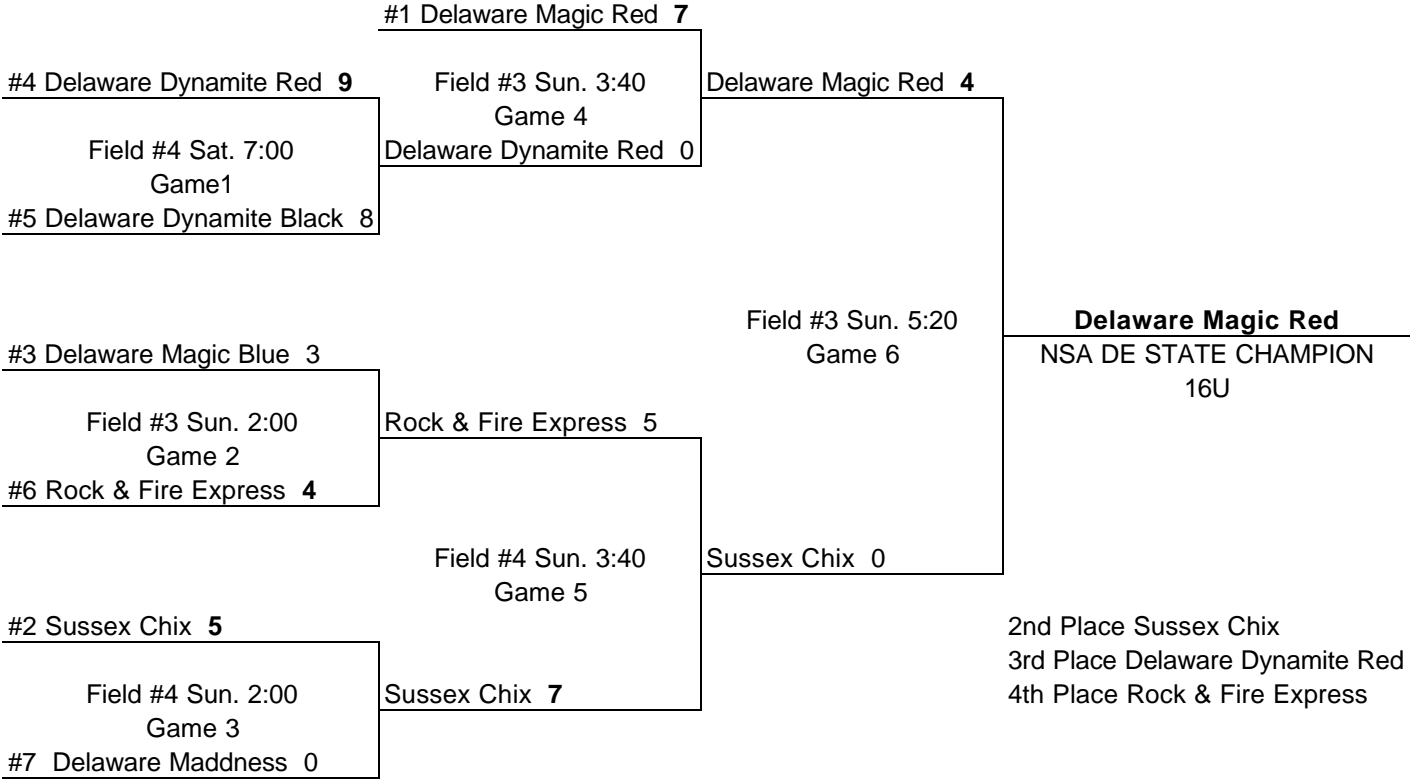 #1 Delaware Magic Red 7
#4 Delaware Dynamite Red 9
Field #3 Sun. 3:40
Game 4
Delaware Magic Red 4
Field #4 Sat. 7:00
Game1
Delaware Dynamite Red 0
#5 Delaware Dynamite Black 8
Field #3 Sun. 5:20
Game 6
Delaware Magic Red
NSA DE STATE CHAMPION
16U
#3 Delaware Magic Blue 3
Field #3 Sun. 2:00
Game 2
Rock & Fire Express 5
#6 Rock & Fire Express 4
Field #4 Sun. 3:40
Game 5
Sussex Chix 0
#2 Sussex Chix 5
Field #4 Sun. 2:00
Game 3
Sussex Chix 7
#7 Delaware Maddness 0
2nd Place Sussex Chix
3rd Place Delaware Dynamite Red
4th Place Rock & Fire Express